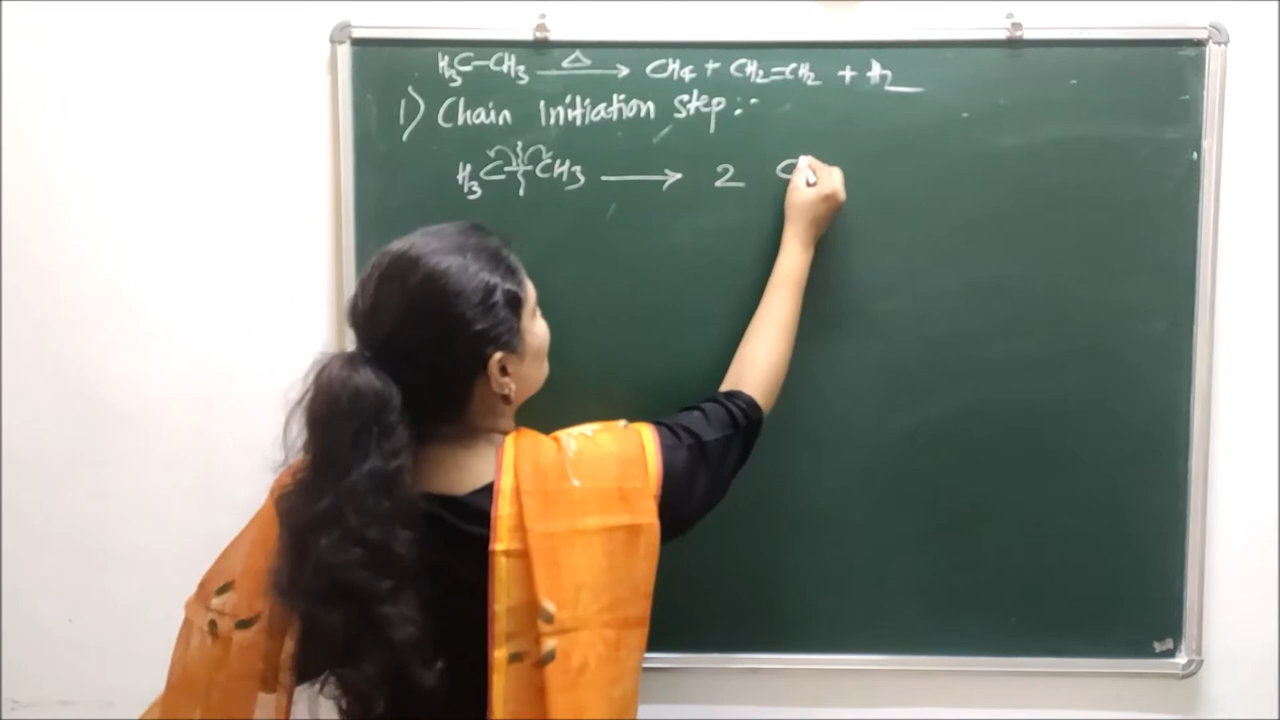 H₃C-CH₃ —Δ→ CH₄ + CH₂=CH₂ + H₂
1) Chain Initiation Step:-
H₃C-CH₃ ⟶ 2 C